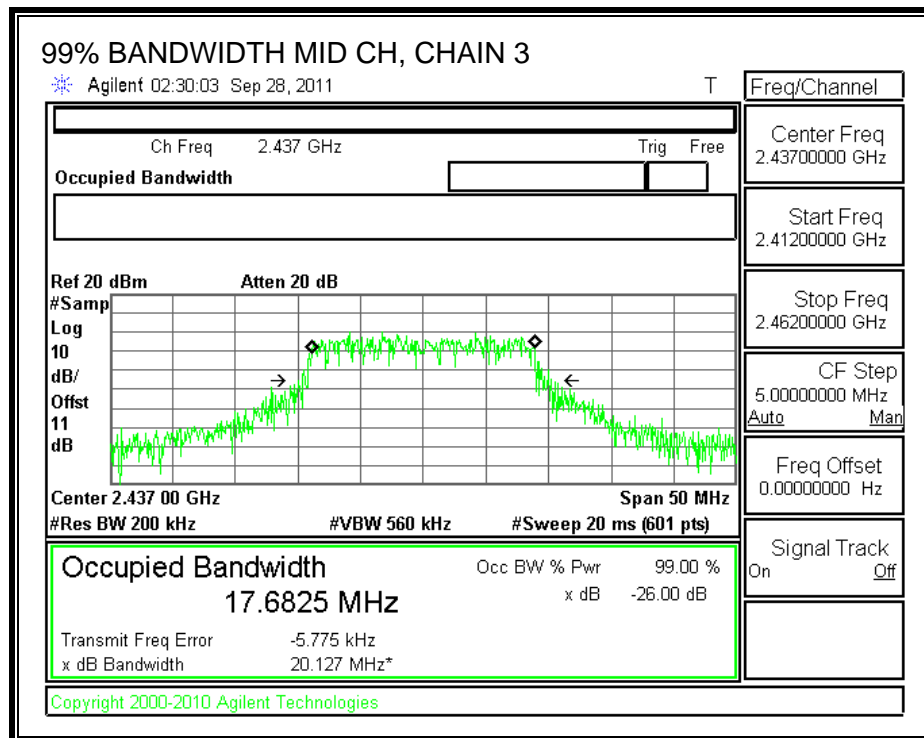 99% BANDWIDTH MID CH, CHAIN 3
Agilent 02:30:03 Sep 28, 2011 T
Freq/Channel
Ch Freq 2.437 GHz Trig Free
Occupied Bandwidth
Center Freq
2.43700000 GHz
Start Freq
2.41200000 GHz
Stop Freq
2.46200000 GHz
CF Step
5.00000000 MHz
Auto Man
Freq Offset
0.00000000 Hz
Signal Track
On Off
Ref 20 dBm Atten 20 dB
#Samp
Log
10
dB/
Offst
11
dB
Center 2.437 00 GHz Span 50 MHz
#Res BW 200 kHz #VBW 560 kHz #Sweep 20 ms (601 pts)
Occupied Bandwidth Occ BW % Pwr 99.00 %
17.6825 MHz x dB -26.00 dB
Transmit Freq Error -5.775 kHz
x dB Bandwidth 20.127 MHz*
Copyright 2000-2010 Agilent Technologies